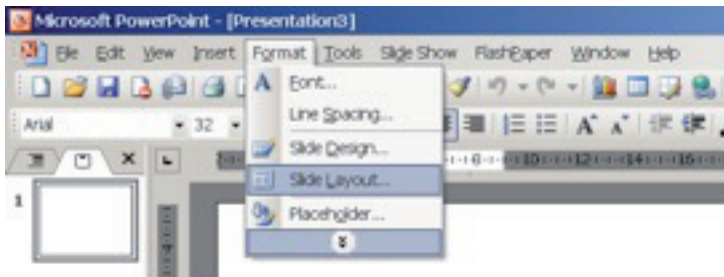 Microsoft PowerPoint - [Presentation3]
File Edit View Insert Format Tools Slide Show FlashPaper Window Help
Font...
Line Spacing...
Slide Design...
Slide Layout...
Placeholder...
Arial 32
1